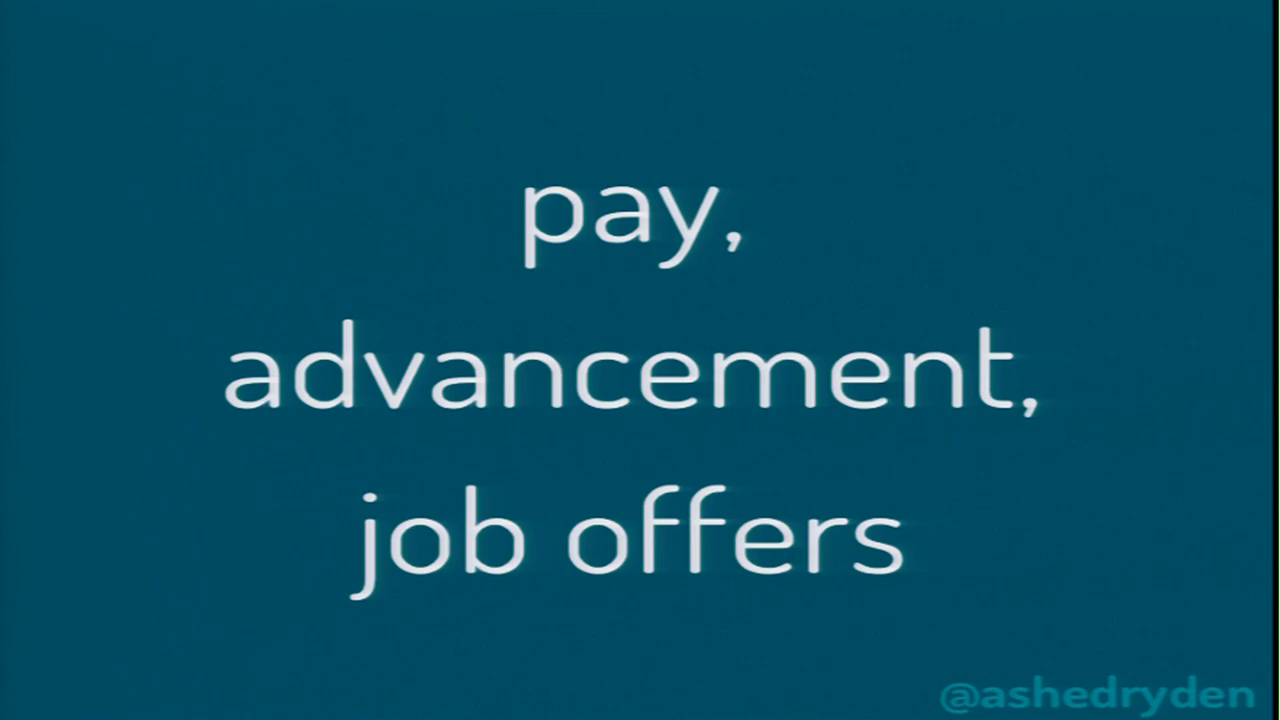 pay,
advancement,
job offers
@ashedryden